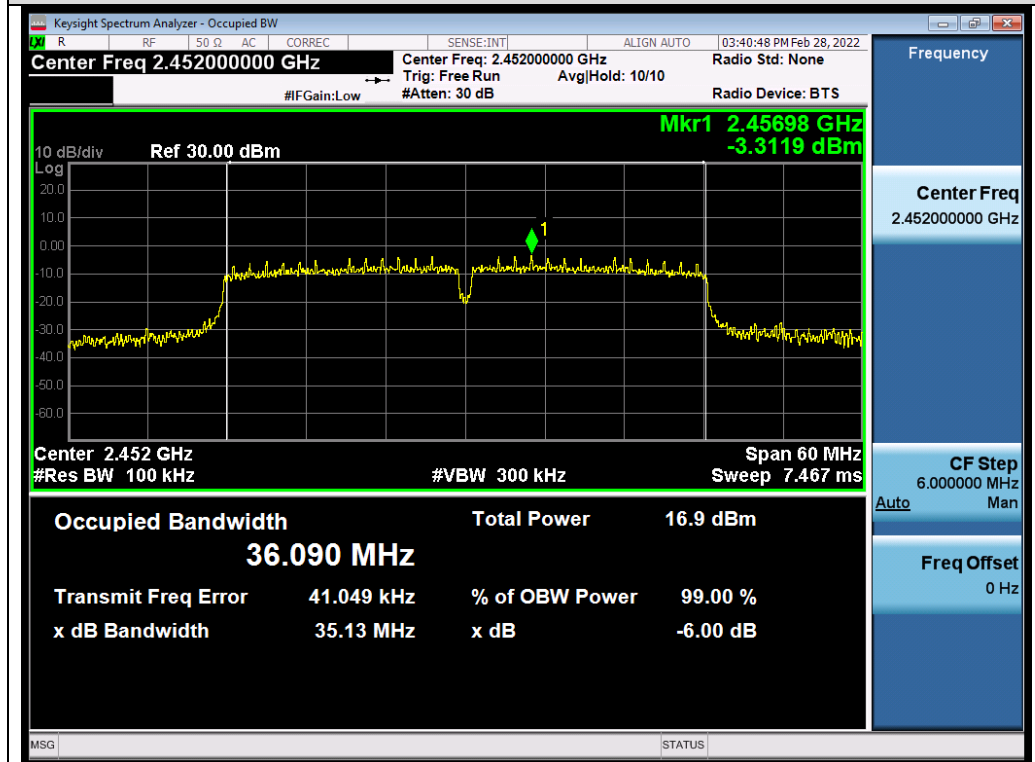 Keysight Spectrum Analyzer - Occupied BW
LXI R RF 50 Ω AC CORREC SENSE:INT ALIGN AUTO 03:40:48 PM Feb 28, 2022
Center Freq 2.452000000 GHz
Center Freq: 2.452000000 GHz Radio Std: None
Trig: Free Run Avg|Hold: 10/10
#IFGain:Low #Atten: 30 dB Radio Device: BTS
Frequency
Mkr1 2.45698 GHz
-3.3119 dBm
10 dB/div Ref 30.00 dBm
Log
20.0
10.0
0.00
-10.0
-20.0
-30.0
-40.0
-50.0
-60.0
1
Center 2.452 GHz Span 60 MHz
#Res BW 100 kHz #VBW 300 kHz Sweep 7.467 ms
Center Freq
2.452000000 GHz
CF Step
6.000000 MHz
Auto Man
Freq Offset
0 Hz
Occupied Bandwidth Total Power 16.9 dBm
36.090 MHz
Transmit Freq Error 41.049 kHz % of OBW Power 99.00 %
x dB Bandwidth 35.13 MHz x dB -6.00 dB
MSG STATUS